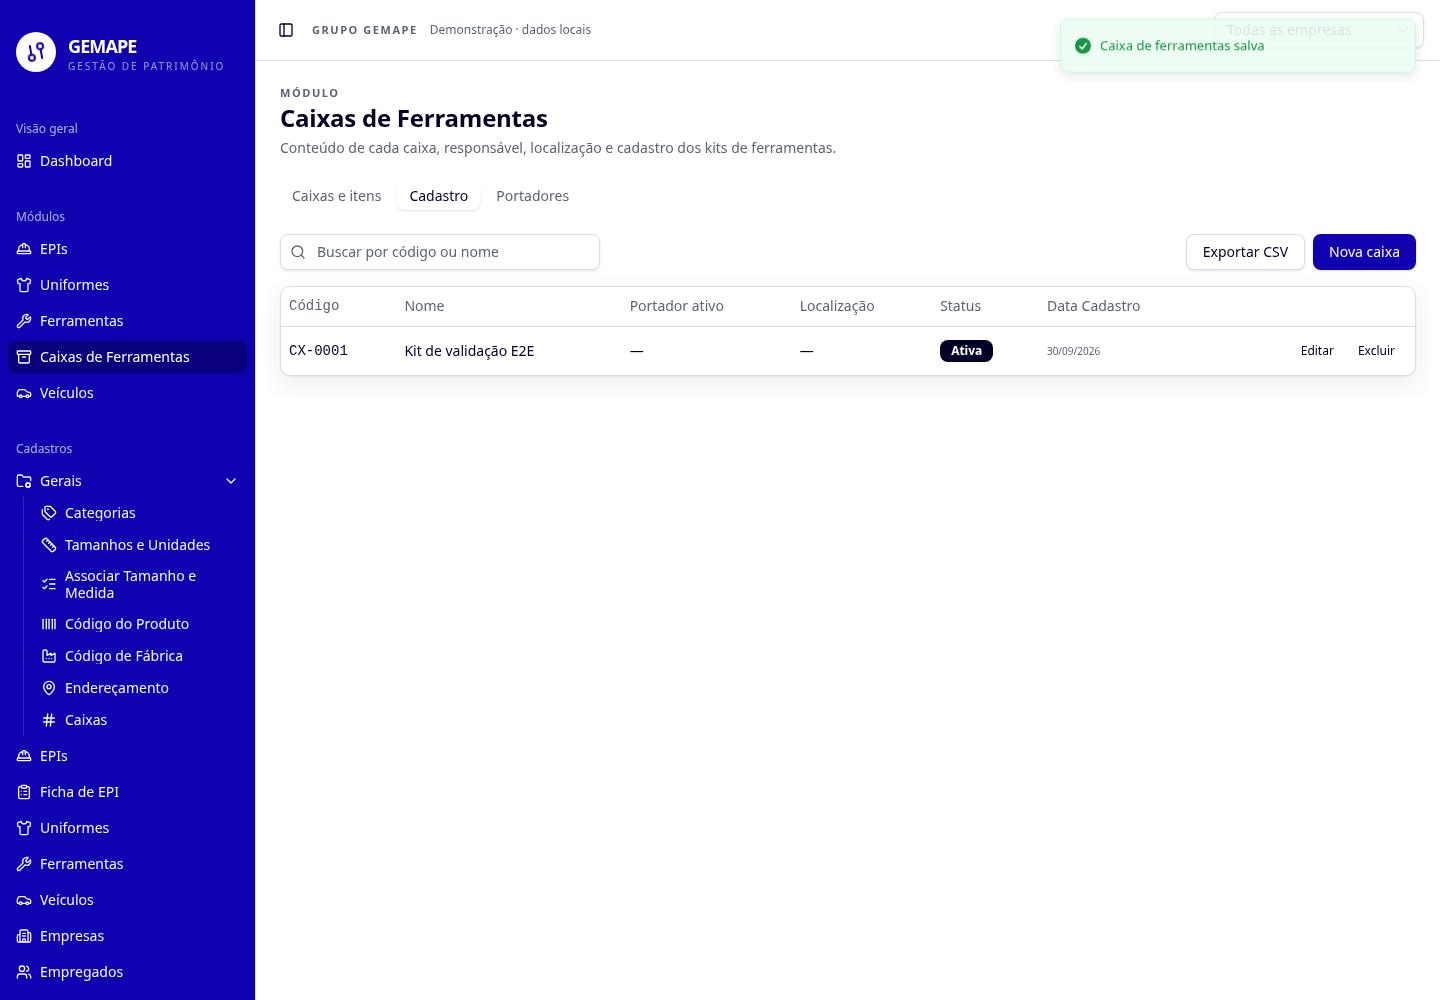 GEMAPE
GESTÃO DE PATRIMÔNIO
Visão geral
Dashboard
Módulos
EPIs
Uniformes
Ferramentas
Caixas de Ferramentas
Veículos
Cadastros
Gerais
Categorias
Tamanhos e Unidades
Associar Tamanho e
Medida
Código do Produto
Código de Fábrica
Endereçamento
Caixas
EPIs
Ficha de EPI
Uniformes
Ferramentas
Veículos
Empresas
Empregados
GRUPO GEMAPE Demonstração · dados locais
Todas as empresas
Caixa de ferramentas salva
MÓDULO
Caixas de Ferramentas
Conteúdo de cada caixa, responsável, localização e cadastro dos kits de ferramentas.
Caixas e itens Cadastro Portadores
Buscar por código ou nome Exportar CSV Nova caixa
Código Nome Portador ativo Localização Status Data Cadastro
CX-0001 Kit de validação E2E — — Ativa 30/09/2026 Editar Excluir